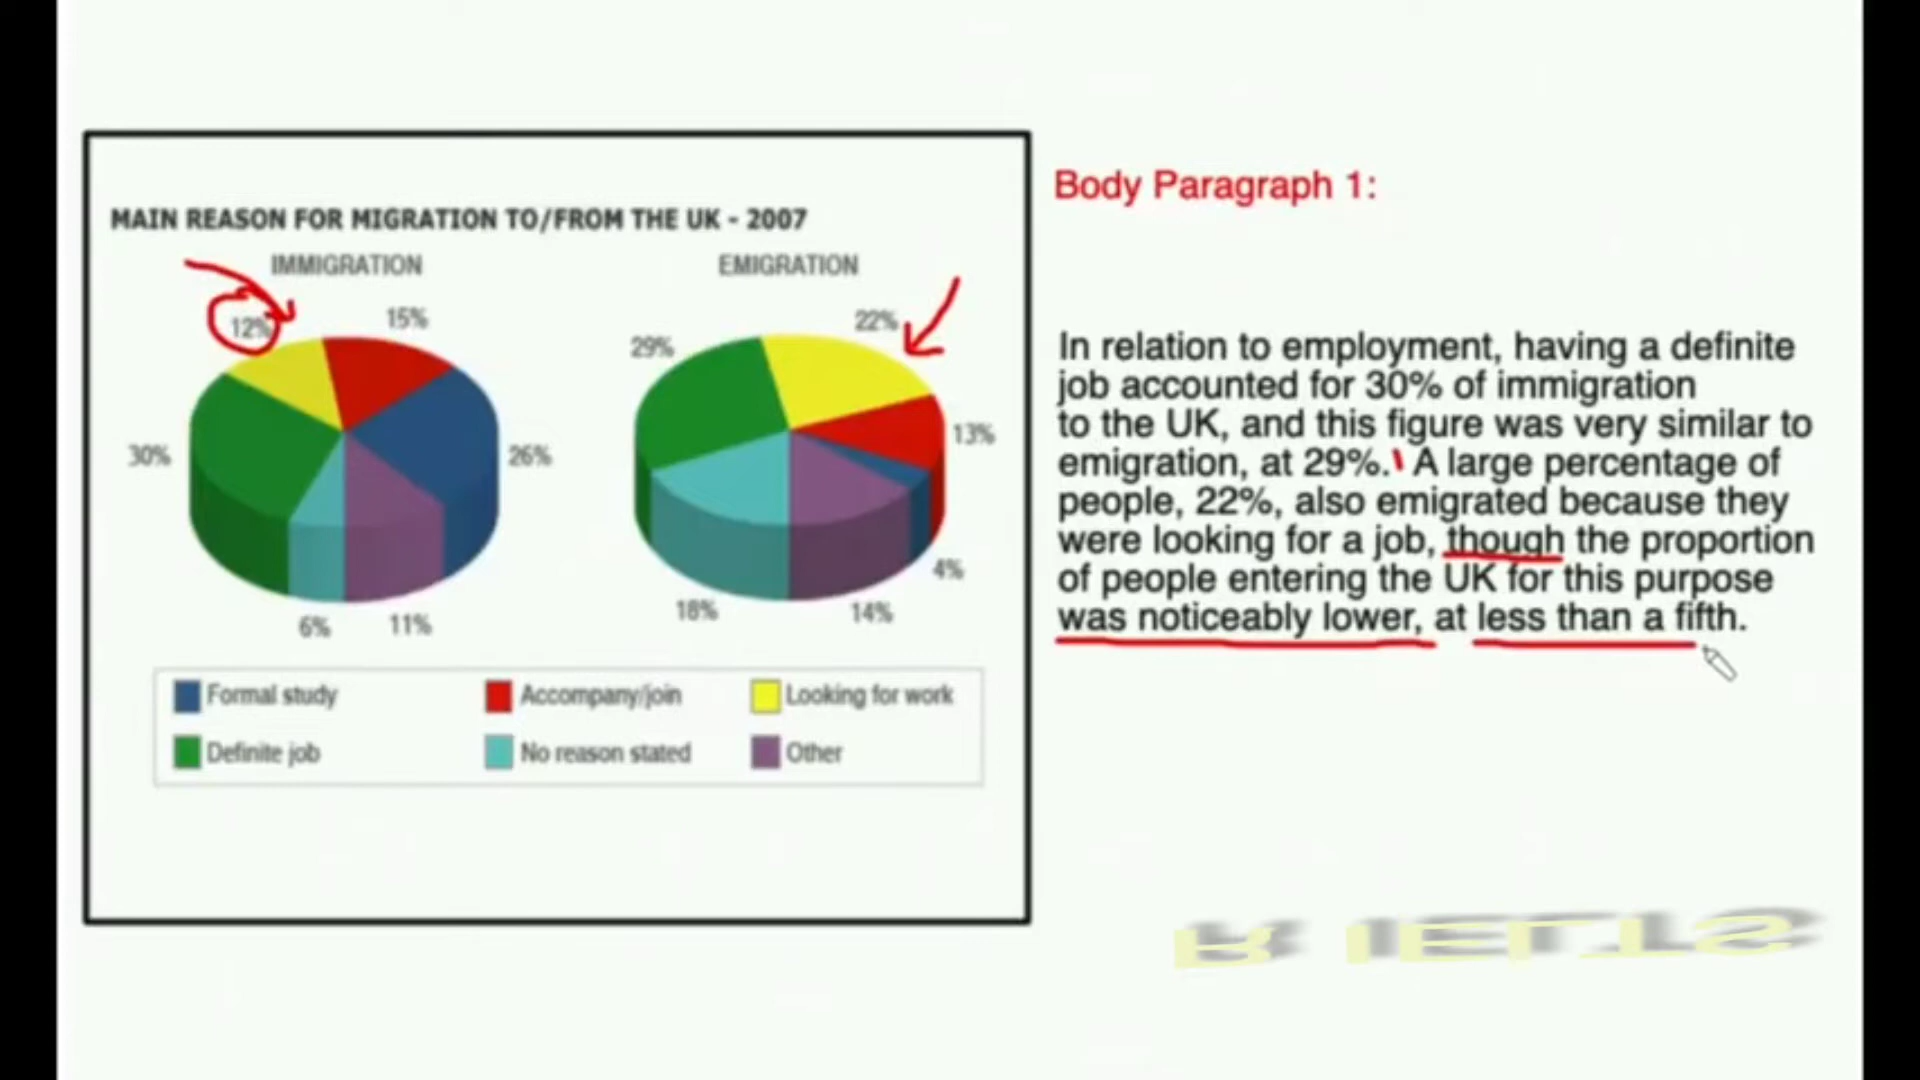 MAIN REASON FOR MIGRATION TO/FROM THE UK - 2007
IMMIGRATION
12%
15%
30%
26%
6%
11%
EMIGRATION
22%
29%
13%
4%
18%
14%
Formal study
Accompany/join
Looking for work
Definite job
No reason stated
Other
Body Paragraph 1:
In relation to employment, having a definite
job accounted for 30% of immigration
to the UK, and this figure was very similar to
emigration, at 29%. A large percentage of
people, 22%, also emigrated because they
were looking for a job, though the proportion
of people entering the UK for this purpose
was noticeably lower, at less than a fifth.